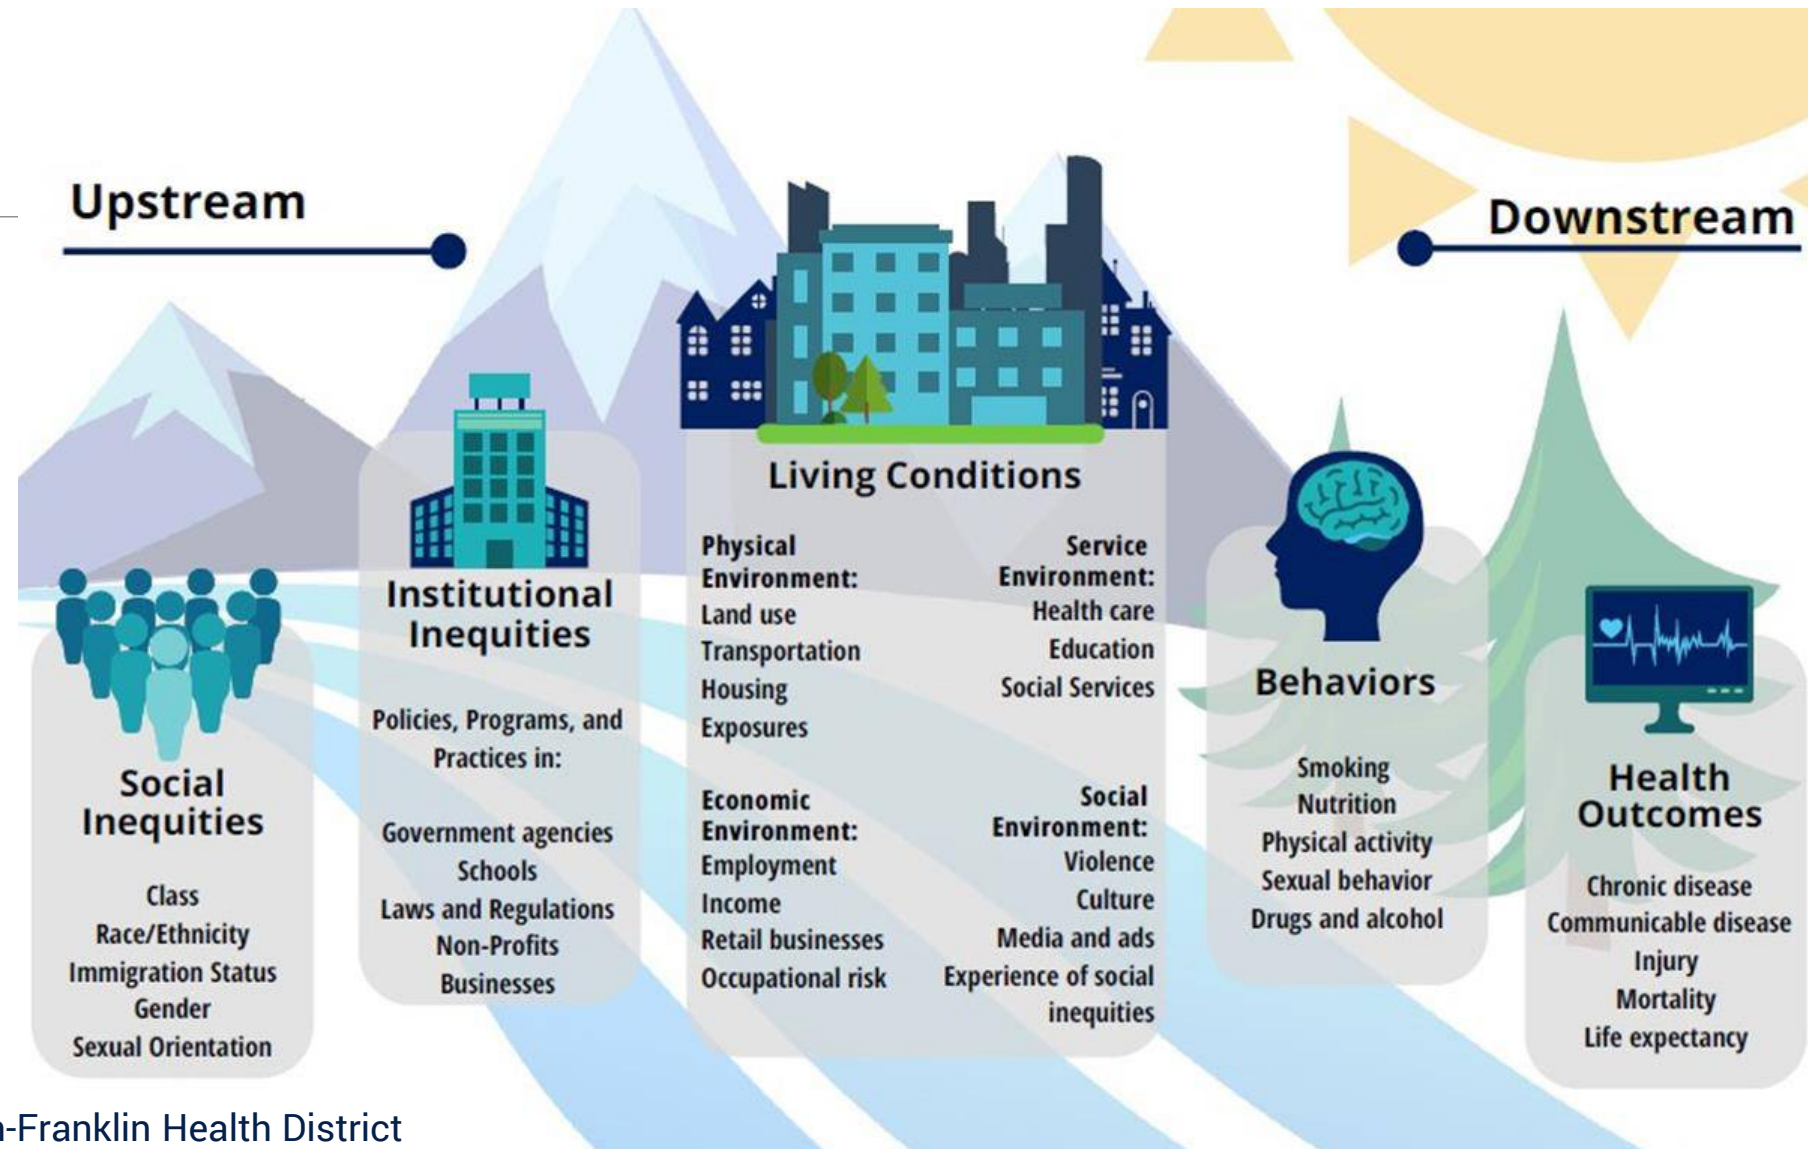 Upstream
Downstream
Social
Inequities
Class
Race/Ethnicity
Immigration Status
Gender
Sexual Orientation
Institutional
Inequities
Policies, Programs, and
Practices in:
Government agencies
Schools
Laws and Regulations
Non-Profits
Businesses
Living Conditions
Physical
Environment:
Land use
Transportation
Housing
Exposures
Service
Environment:
Health care
Education
Social Services
Economic
Environment:
Employment
Income
Retail businesses
Occupational risk
Social
Environment:
Violence
Culture
Media and ads
Experience of social
inequities
Behaviors
Smoking
Nutrition
Physical activity
Sexual behavior
Drugs and alcohol
Health
Outcomes
Chronic disease
Communicable disease
Injury
Mortality
Life expectancy
-Franklin Health District